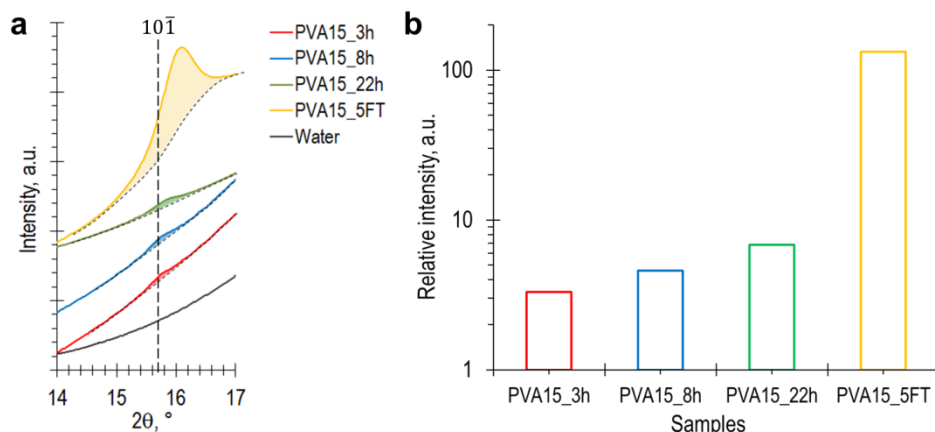 a
101̅
PVA15_3h
PVA15_8h
PVA15_22h
PVA15_5FT
Water
Intensity, a.u.
14 15 16 17
2θ, °
b
Relative intensity, a.u.
100
10
1
PVA15_3h PVA15_8h PVA15_22h PVA15_5FT
Samples